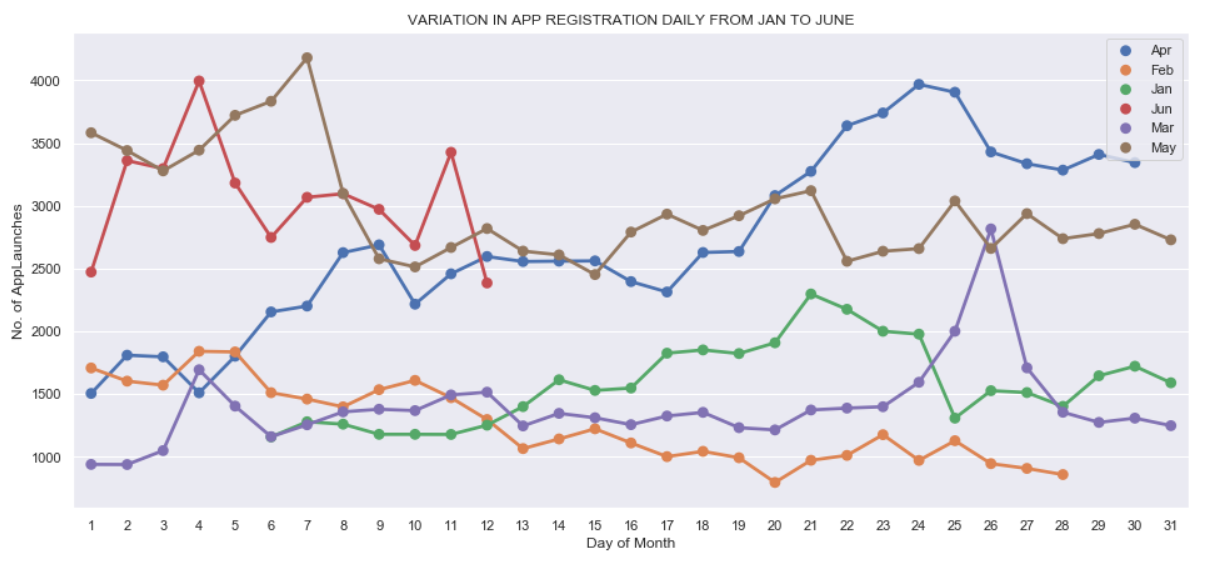 VARIATION IN APP REGISTRATION DAILY FROM JAN TO JUNE
Apr
Feb
Jan
Jun
Mar
May
4000
3500
3000
2500
2000
1500
1000
No. of AppLaunches
1 2 3 4 5 6 7 8 9 10 11 12 13 14 15 16 17 18 19 20 21 22 23 24 25 26 27 28 29 30 31
Day of Month